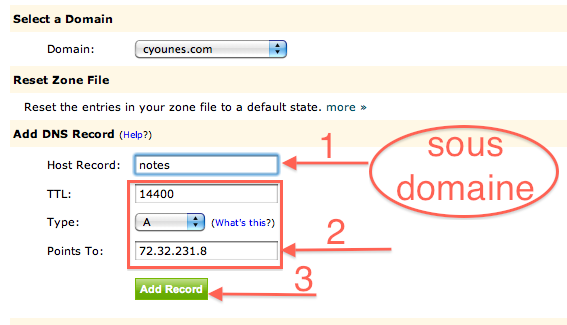 Select a Domain
Domain: cyounes.com
Reset Zone File
Reset the entries in your zone file to a default state. more »
Add DNS Record (Help?)
1
sous
domaine
Host Record: notes
TTL: 14400
Type: A (What's this?)
2
Points To: 72.32.231.8
3
Add Record